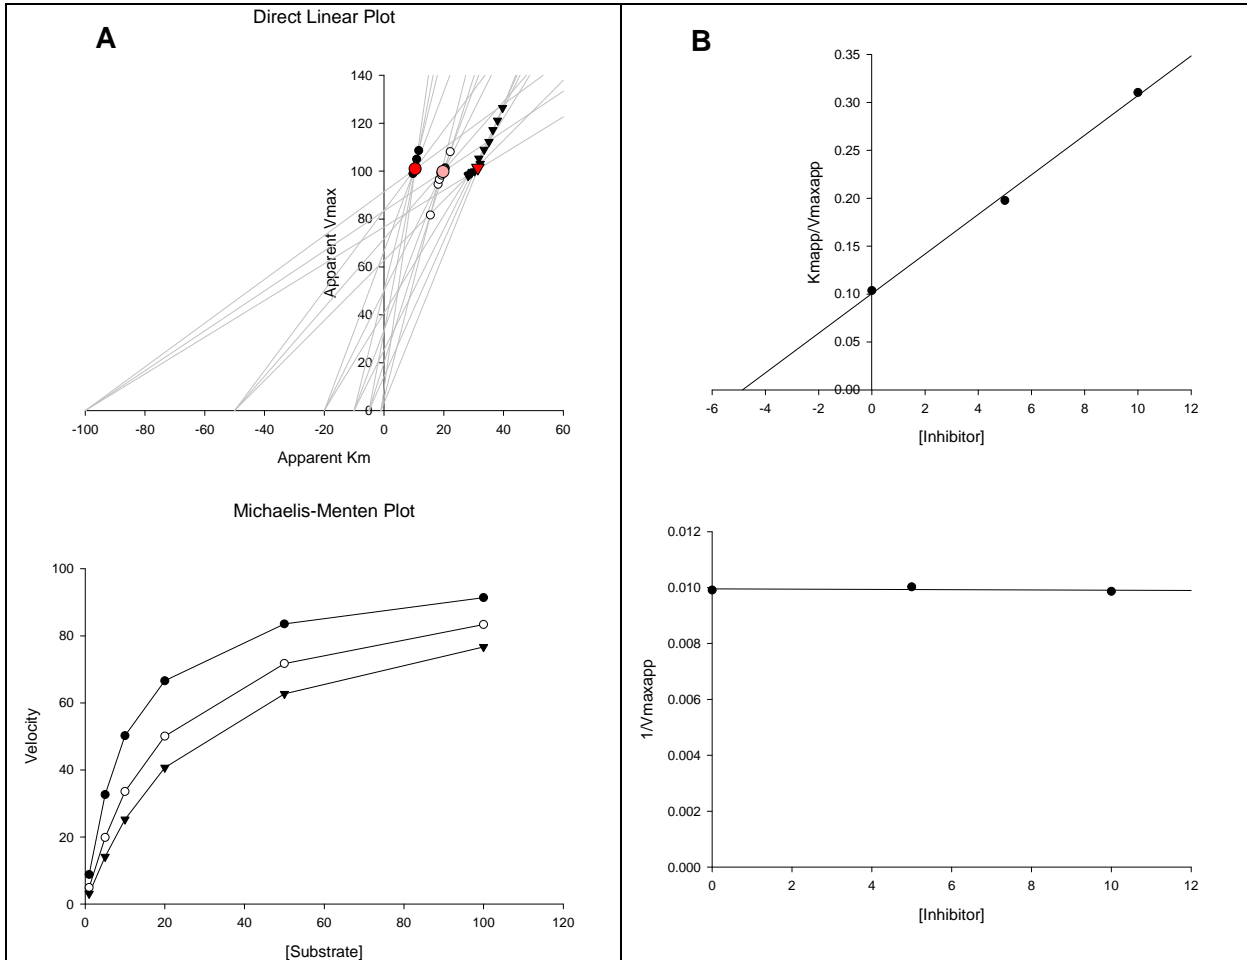 Direct Linear Plot
A
Apparent Vmax
140
120
100
80
60
40
20
0
-100 -80 -60 -40 -20 0 20 40 60
Apparent Km
Michaelis-Menten Plot
Velocity
100
80
60
40
20
0
0 20 40 60 80 100 120
[Substrate]
B
Kmapp/Vmaxapp
0.35
0.30
0.25
0.20
0.15
0.10
0.05
0.00
-6 -4 -2 0 2 4 6 8 10 12
[Inhibitor]
1/Vmaxapp
0.012
0.010
0.008
0.006
0.004
0.002
0.000
0 2 4 6 8 10 12
[Inhibitor]